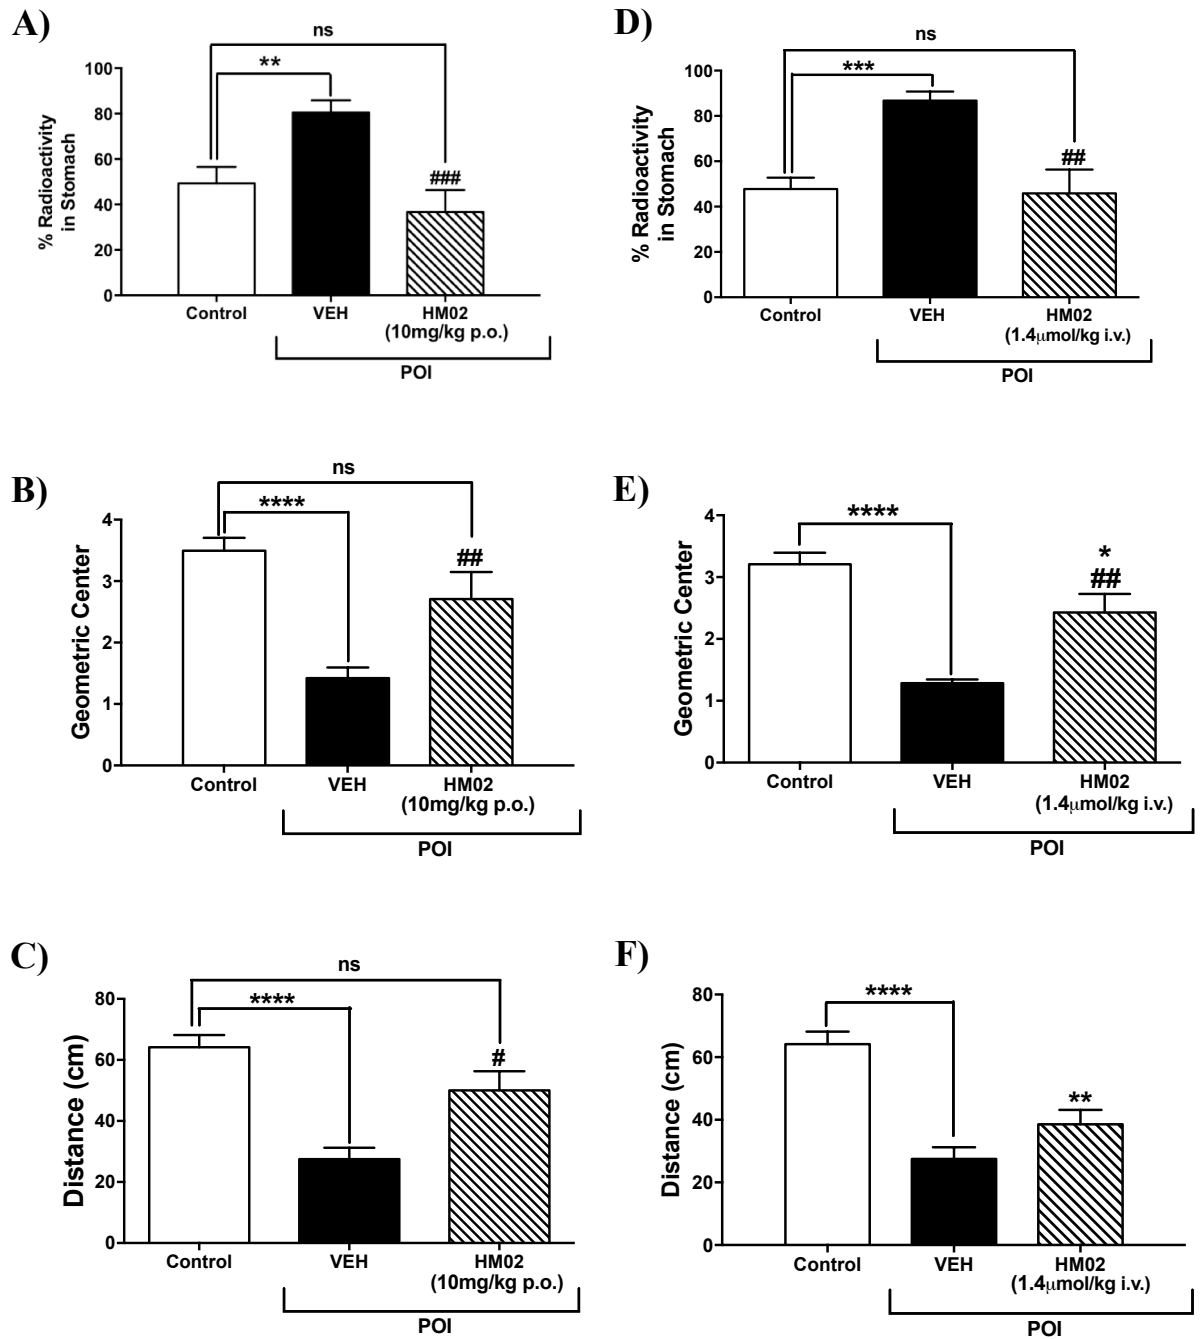 A)
ns
**
100
80
60
40
20
0
% Radioactivity
in Stomach
###
Control
VEH
HM02
(10mg/kg p.o.)
POI
D)
ns
***
100
80
60
40
20
0
% Radioactivity
in Stomach
##
Control
VEH
HM02
(1.4μmol/kg i.v.)
POI
B)
ns
****
4
3
2
1
0
Geometric Center
##
Control
VEH
HM02
(10mg/kg p.o.)
POI
E)
****
4
3
2
1
0
Geometric Center
*
##
Control
VEH
HM02
(1.4μmol/kg i.v.)
POI
C)
ns
****
80
60
40
20
0
Distance (cm)
#
Control
VEH
HM02
(10mg/kg p.o.)
POI
F)
****
80
60
40
20
0
Distance (cm)
**
Control
VEH
HM02
(1.4μmol/kg i.v.)
POI